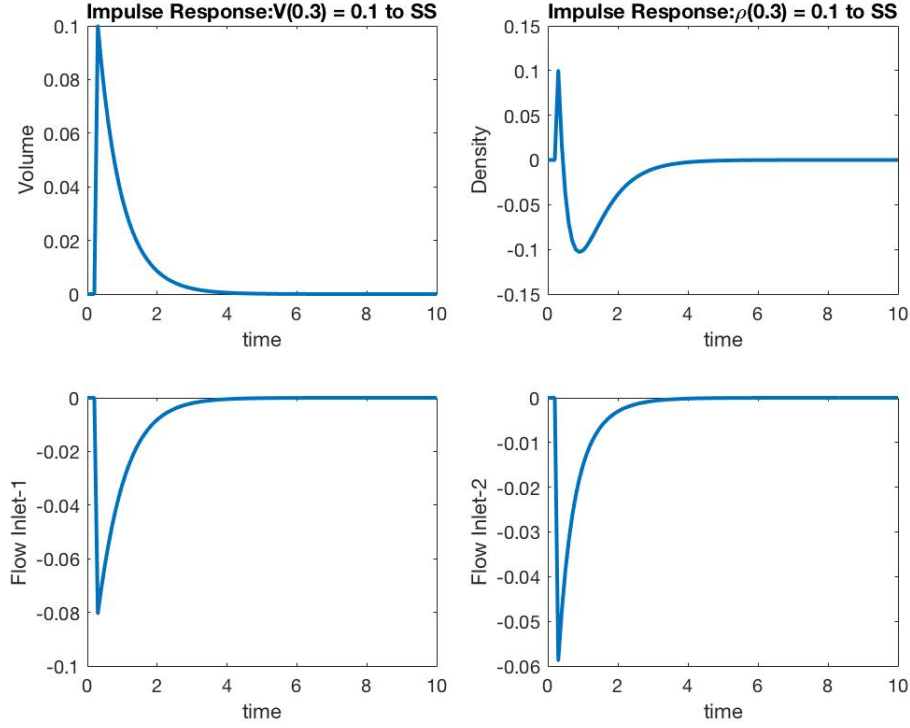 Impulse Response:V(0.3) = 0.1 to SS
0.1
0.08
0.06
0.04
0.02
0
Volume
0 2 4 6 8 10
time
Impulse Response:ρ(0.3) = 0.1 to SS
0.15
0.1
0.05
0
-0.05
-0.1
-0.15
Density
0 2 4 6 8 10
time
0
-0.02
-0.04
-0.06
-0.08
-0.1
Flow Inlet-1
0 2 4 6 8 10
time
0
-0.01
-0.02
-0.03
-0.04
-0.05
-0.06
Flow Inlet-2
0 2 4 6 8 10
time